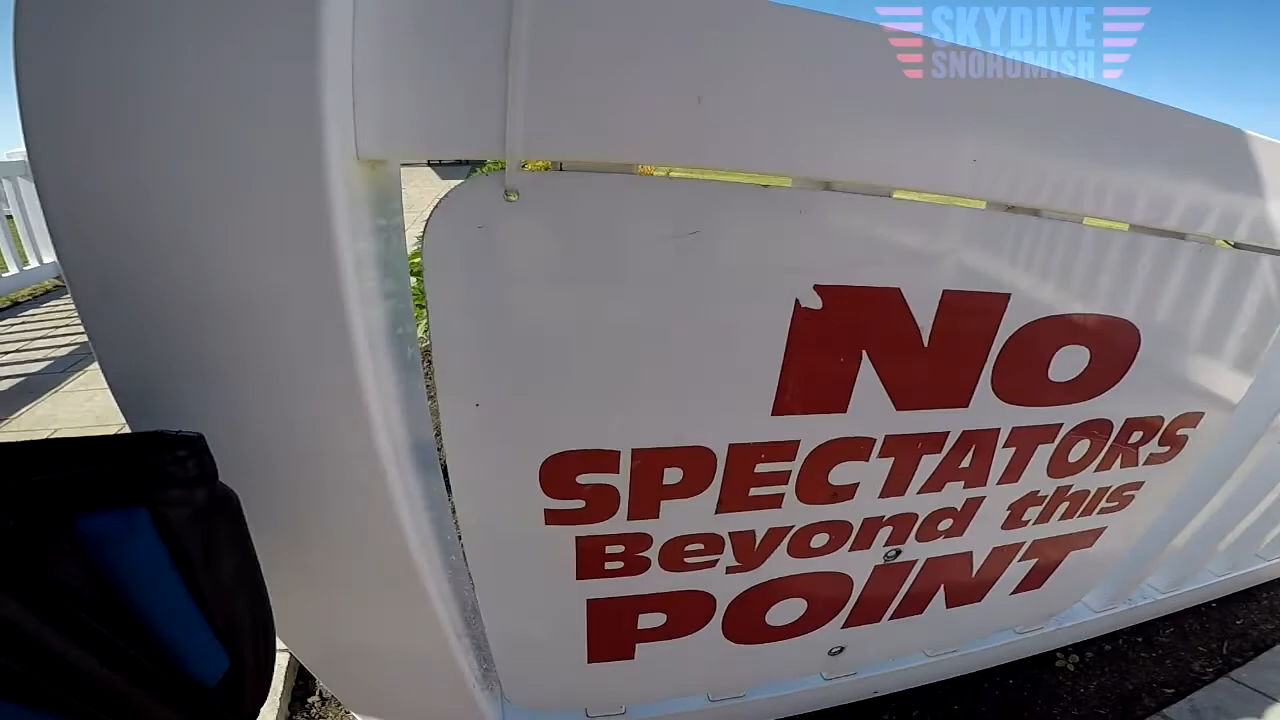 SKYDIVE
SNOHOMISH
NO
SPECTATORS
Beyond this
POINT